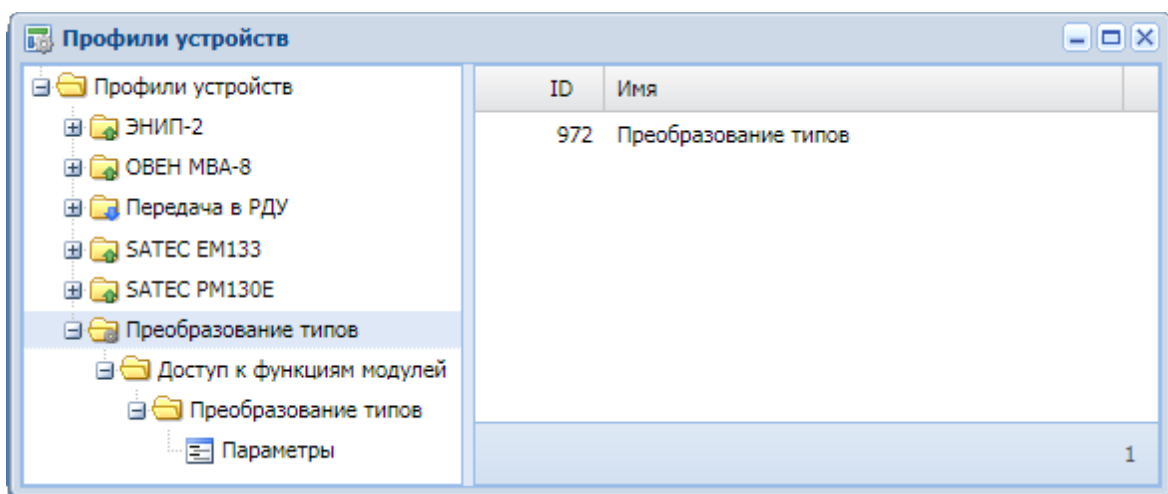 Профили устройств
Профили устройств
ЭНИП-2
ОВЕН МВА-8
Передача в РДУ
SATEC EM133
SATEC PM130E
Преобразование типов
Доступ к функциям модулей
Преобразование типов
Параметры
ID Имя
972 Преобразование типов
1